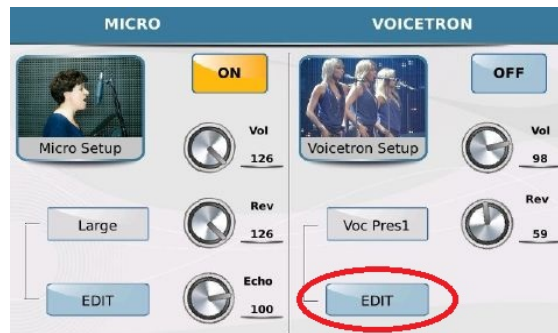 MICRO
VOICETRON
ON
OFF
Vol
126
Vol
98
Micro Setup
Voicetron Setup
Large
Rev
126
Voc Pres1
Rev
59
EDIT
Echo
100
EDIT